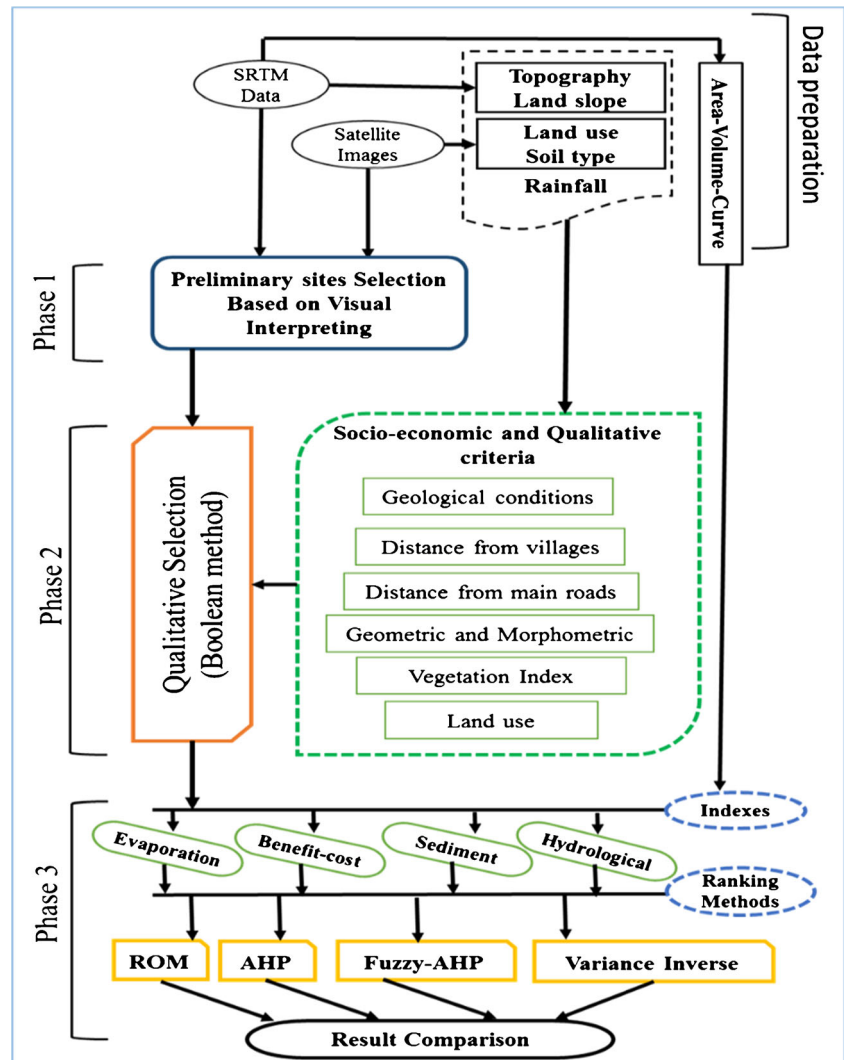 Data preparation
SRTM
Data
Topography
Land slope
Satellite
Images
Land use
Soil type
Rainfall
Area-Volume-Curve
Phase 1
Preliminary sites Selection
Based on Visual
Interpreting
Phase 2
Qualitative Selection
(Boolean method)
Socio-economic and Qualitative
criteria
Geological conditions
Distance from villages
Distance from main roads
Geometric and Morphometric
Vegetation Index
Land use
Phase 3
Indexes
Evaporation
Benefit-cost
Sediment
Hydrological
Ranking
Methods
ROM
AHP
Fuzzy-AHP
Variance Inverse
Result Comparison